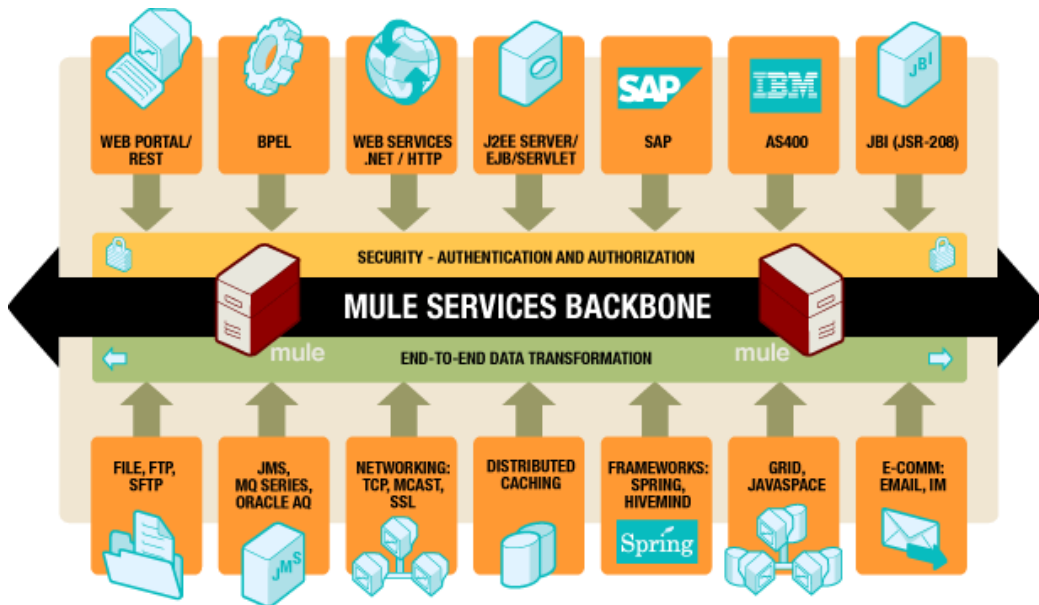 WEB PORTAL/
REST
BPEL
WEB SERVICES
.NET / HTTP
J2EE SERVER/
EJB/SERVLET
SAP
SAP
IBM
AS400
JBI
JBI (JSR-208)
SECURITY - AUTHENTICATION AND AUTHORIZATION
MULE SERVICES BACKBONE
mule
END-TO-END DATA TRANSFORMATION
mule
FILE, FTP,
SFTP
JMS,
MQ SERIES,
ORACLE AQ
JMS
NETWORKING:
TCP, MCAST,
SSL
DISTRIBUTED
CACHING
FRAMEWORKS:
SPRING,
HIVEMIND
Spring
GRID,
JAVASPACE
E-COMM:
EMAIL, IM